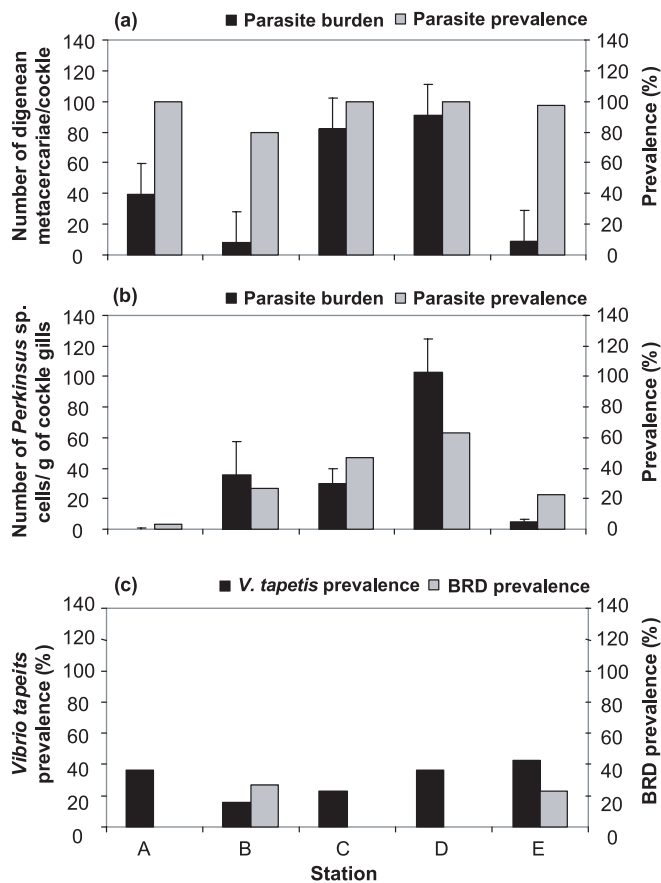 (a)
Parasite burden
Parasite prevalence
140
120
100
80
60
40
20
0
Number of digenean
metacercariae/cockle
140
120
100
80
60
40
20
0
Prevalence (%)
(b)
Parasite burden
Parasite prevalence
140
120
100
80
60
40
20
0
Number of Perkinsus sp.
cells/ g of cockle gills
140
120
100
80
60
40
20
0
Prevalence (%)
(c)
V. tapetis prevalence
BRD prevalence
140
120
100
80
60
40
20
0
Vibrio tapeits
prevalence (%)
140
120
100
80
60
40
20
0
BRD prevalence (%)
A
B
C
D
E
Station